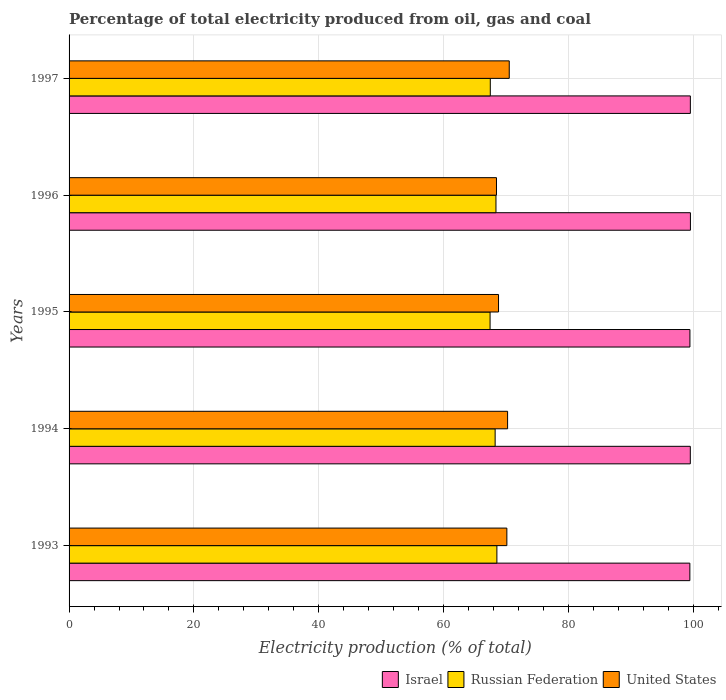 Percentage of total electricity produced from oil, gas and coal
Years
1997
1996
1995
1994
1993
0 20 40 60 80 100
Electricity production (% of total)
Israel Russian Federation United States